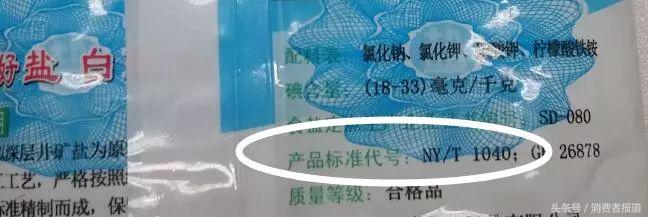 好盐 白
深层井矿盐为原
工艺,严格按照
标准精制而成,保
配料表:氯化钠、氯化钾、酸钾、柠檬酸铁铵
碘含量:(18-33)毫克/千克
SD-080
产品标准代号:NY/T 1040;G 26878
质量等级:合格品
头条号/消费者报道